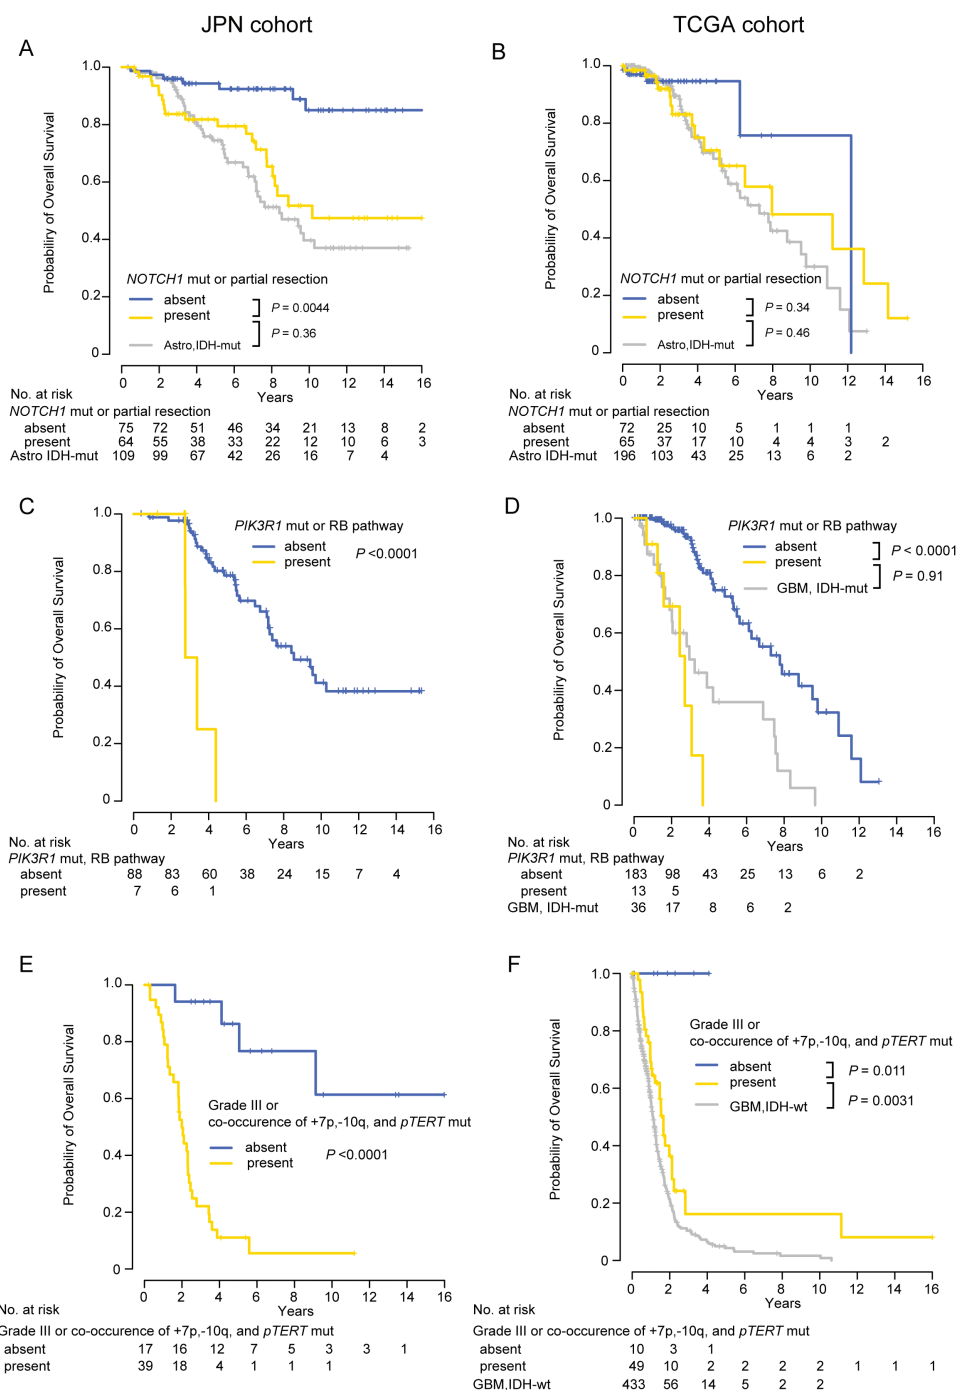 JPN cohort
TCGA cohort
A
Probabiliry of Overall Survival
1.0
0.8
0.6
0.4
0.2
0
NOTCH1 mut or partial resection
absent
present
Astro,IDH-mut
P = 0.0044
P = 0.36
0 2 4 6 8 10 12 14 16
Years
No. at risk
NOTCH1 mut or partial resection
absent 75 72 51 46 34 21 13 8 2
present 64 55 38 33 22 12 10 6 3
Astro IDH-mut 109 99 67 42 26 16 7 4
B
Probabiliry of Overall Survival
1.0
0.8
0.6
0.4
0.2
0
NOTCH1 mut or partial resection
absent
present
Astro,IDH-mut
P = 0.34
P = 0.46
0 2 4 6 8 10 12 14 16
Years
No. at risk
NOTCH1 mut or partial resection
absent 72 25 10 5 1 1 1
present 65 37 17 10 4 4 3 2
Astro IDH-mut 196 103 43 25 13 6 2
C
Probabiliry of Overall Survival
1.0
0.8
0.6
0.4
0.2
0
PIK3R1 mut or RB pathway
absent
present
P <0.0001
0 2 4 6 8 10 12 14 16
Years
No. at risk
PIK3R1 mut, RB pathway
absent 88 83 60 38 24 15 7 4
present 7 6 1
D
Probabiliry of Overall Survival
1.0
0.8
0.6
0.4
0.2
0
PIK3R1 mut or RB pathway
absent
present
GBM, IDH-mut
P < 0.0001
P = 0.91
0 2 4 6 8 10 12 14 16
Years
No. at risk
PIK3R1 mut, RB pathway
absent 183 98 43 25 13 6 2
present 13 5
GBM, IDH-mut 36 17 8 6 2
E
Probabiliry of Overall Survival
1.0
0.8
0.6
0.4
0.2
0
Grade III or
co-occurence of +7p,-10q, and pTERT mut
absent
present
P <0.0001
0 2 4 6 8 10 12 14 16
Years
No. at risk
Grade III or co-occurence of +7p,-10q, and pTERT mut
absent 17 16 12 7 5 3 3 1
present 39 18 4 1 1 1
F
Probabiliry of Overall Survival
1.0
0.8
0.6
0.4
0.2
0
Grade III or
co-occurence of +7p,-10q, and pTERT mut
absent
present
GBM,IDH-wt
P = 0.011
P = 0.0031
0 2 4 6 8 10 12 14 16
Years
No. at risk
Grade III or co-occurence of +7p,-10q, and pTERT mut
absent 10 3 1
present 49 10 2 2 2 2 1 1 1
GBM,IDH-wt 433 56 14 5 2 2